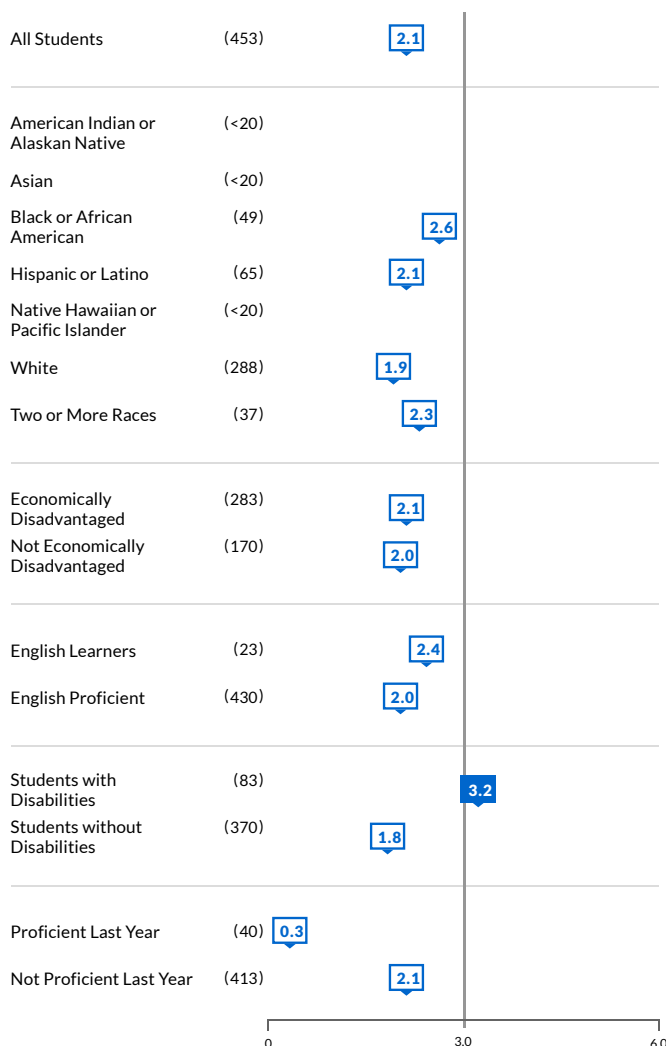 All Students (453) 2.1
American Indian or
Alaskan Native (<20)
Asian (<20)
Black or African
American (49) 2.6
Hispanic or Latino (65) 2.1
Native Hawaiian or
Pacific Islander (<20)
White (288) 1.9
Two or More Races (37) 2.3
Economically
Disadvantaged (283) 2.1
Not Economically
Disadvantaged (170) 2.0
English Learners (23) 2.4
English Proficient (430) 2.0
Students with
Disabilities (83) 3.2
Students without
Disabilities (370) 1.8
Proficient Last Year (40) 0.3
Not Proficient Last Year (413) 2.1
0 3.0 6.0